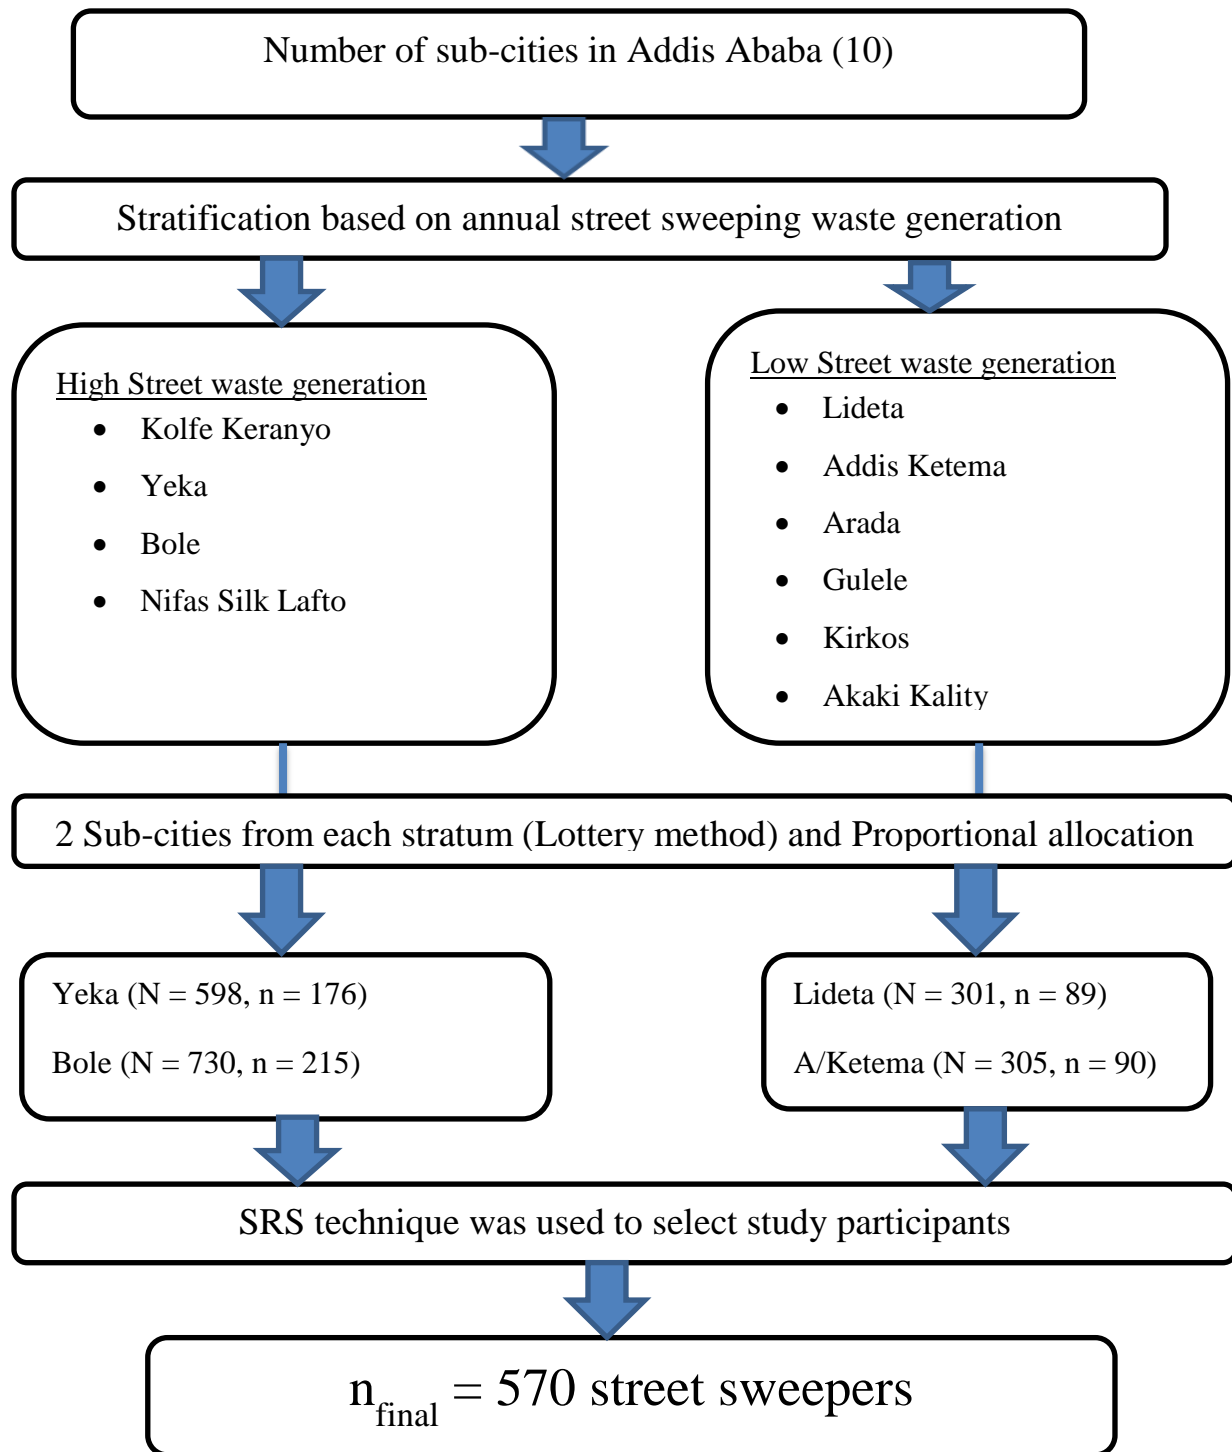 Number of sub-cities in Addis Ababa (10)
Stratification based on annual street sweeping waste generation
High Street waste generation
• Kolfe Keranyo
• Yeka
• Bole
• Nifas Silk Lafto
Low Street waste generation
• Lideta
• Addis Ketema
• Arada
• Gulele
• Kirkos
• Akaki Kality
2 Sub-cities from each stratum (Lottery method) and Proportional allocation
Yeka (N = 598, n = 176)
Bole (N = 730, n = 215)
Lideta (N = 301, n = 89)
A/Ketema (N = 305, n = 90)
SRS technique was used to select study participants
n_final = 570 street sweepers